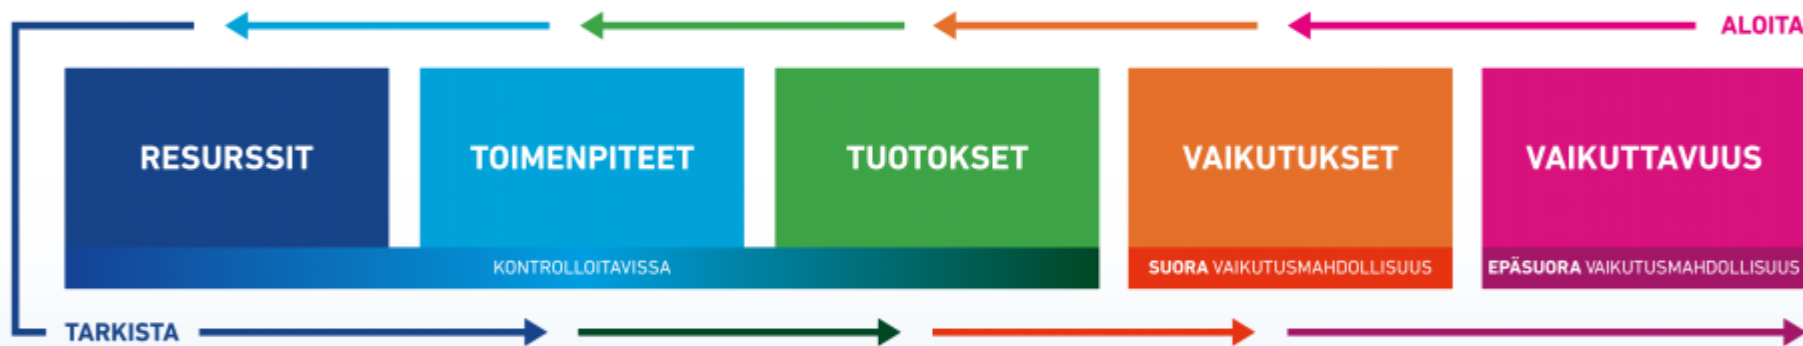 ALOITA
RESURSSIT
TOIMENPITEET
TUOTOKSET
VAIKUTUKSET
VAIKUTTAVUUS
KONTROLLOITAVISSA
SUORA VAIKUTUSMAHDOLLISUUS
EPÄSUORA VAIKUTUSMAHDOLLISUUS
TARKISTA